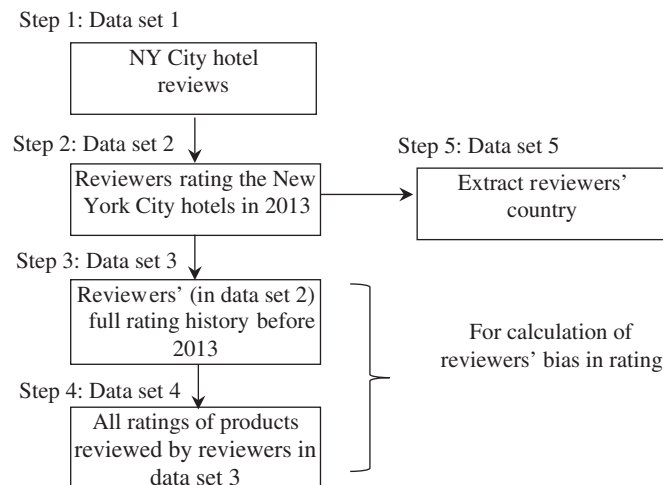 Step 1: Data set 1
NY City hotel
reviews
Step 2: Data set 2
Reviewers rating the New
York City hotels in 2013
Step 5: Data set 5
Extract reviewers'
country
Step 3: Data set 3
Reviewers' (in data set 2)
full rating history before
2013
For calculation of
reviewers' bias in rating
Step 4: Data set 4
All ratings of products
reviewed by reviewers in
data set 3